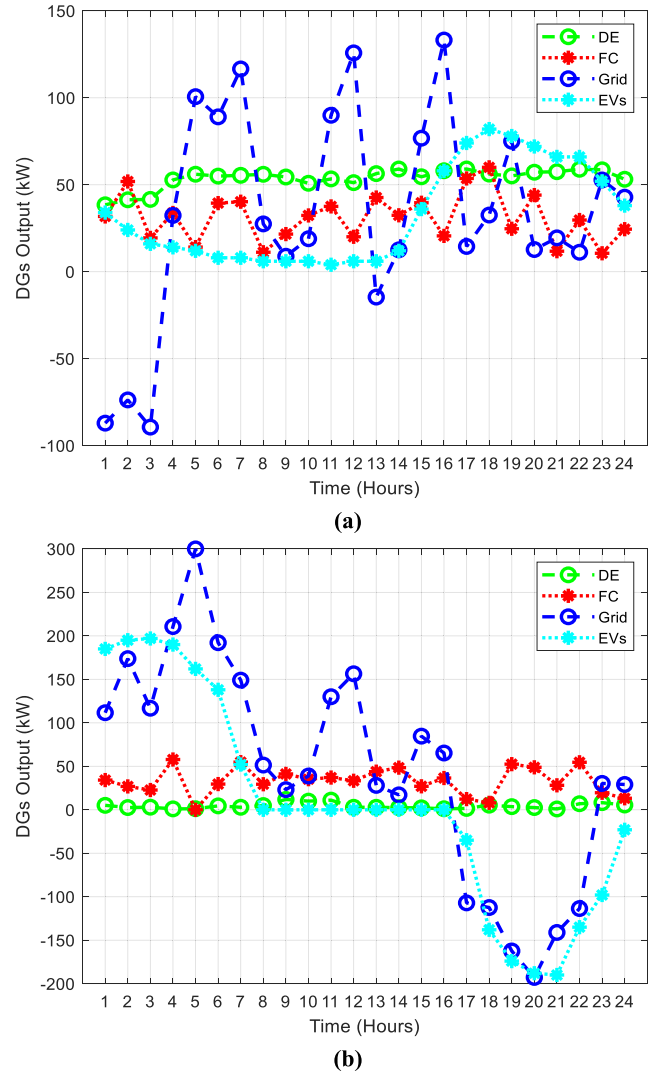 150
100
50
0
-50
-100
DGs Output (kW)
DE
FC
Grid
EVs
1 2 3 4 5 6 7 8 9 10 11 12 13 14 15 16 17 18 19 20 21 22 23 24
Time (Hours)
(a)
300
250
200
150
100
50
0
-50
-100
-150
-200
DGs Output (kW)
DE
FC
Grid
EVs
1 2 3 4 5 6 7 8 9 10 11 12 13 14 15 16 17 18 19 20 21 22 23 24
Time (Hours)
(b)